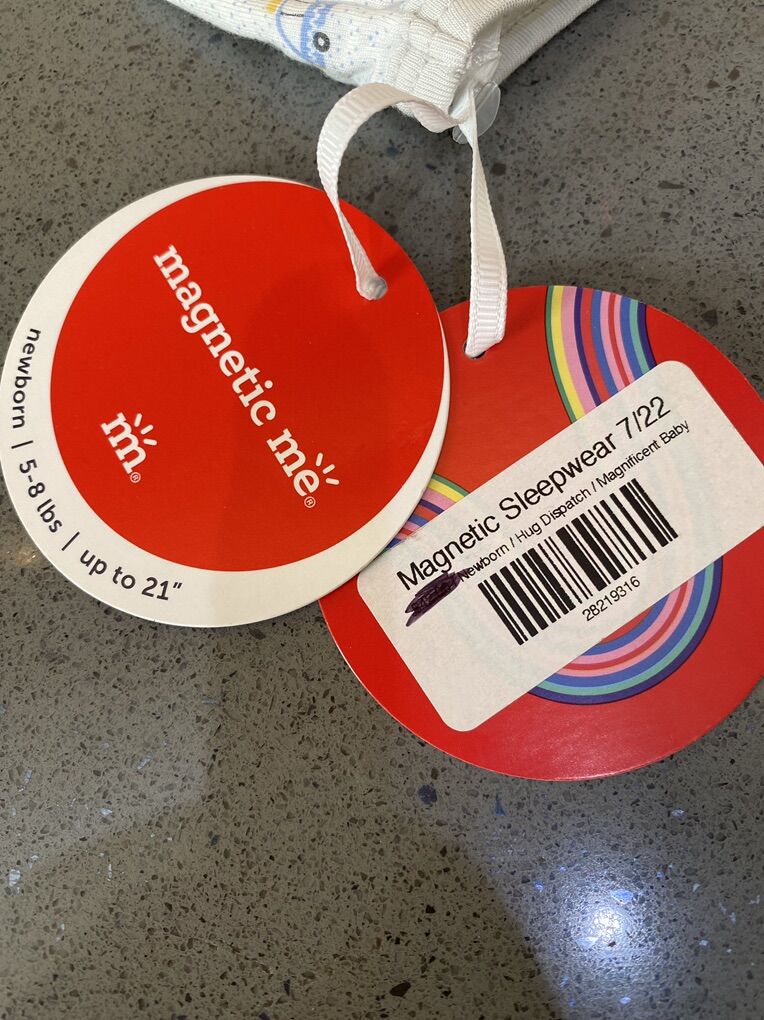 magnetic me®
m®
newborn | 5-8 lbs | up to 21"
Magnetic Sleepwear 7/22
Newborn / Hug Dispatch / Magnificent Baby
28219316